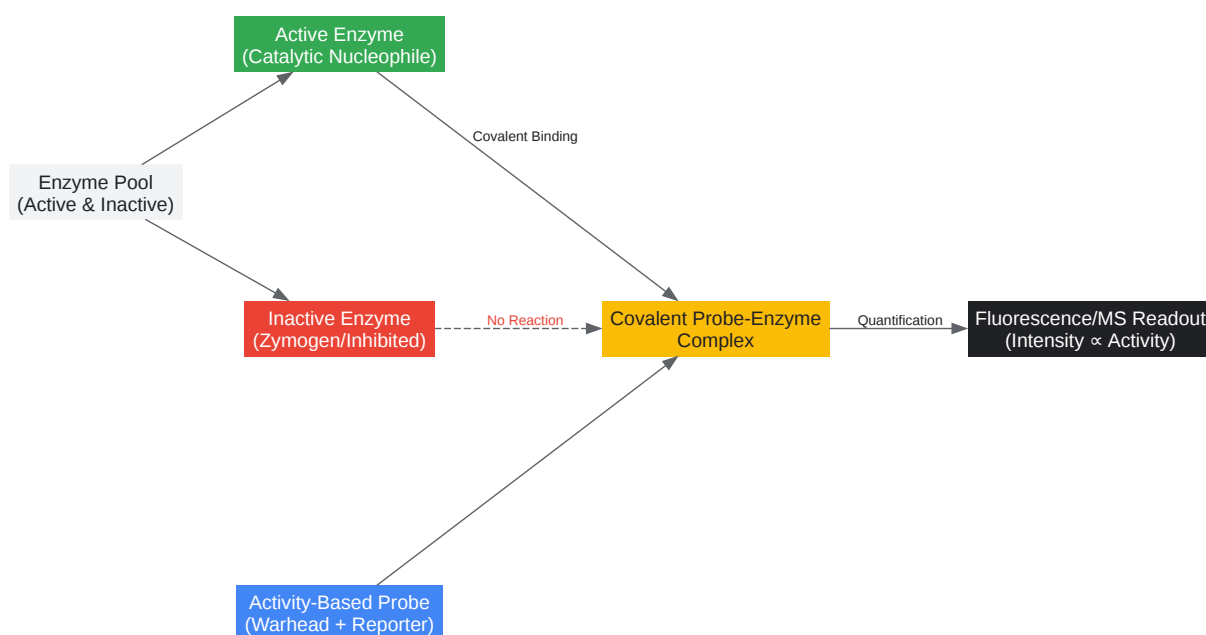 Active Enzyme
(Catalytic Nucleophile)
Covalent Binding
Enzyme Pool
(Active & Inactive)
Inactive Enzyme
(Zymogen/Inhibited)
No Reaction
Covalent Probe-Enzyme
Complex
Quantification
Fluorescence/MS Readout
(Intensity ∝ Activity)
Activity-Based Probe
(Warhead + Reporter)